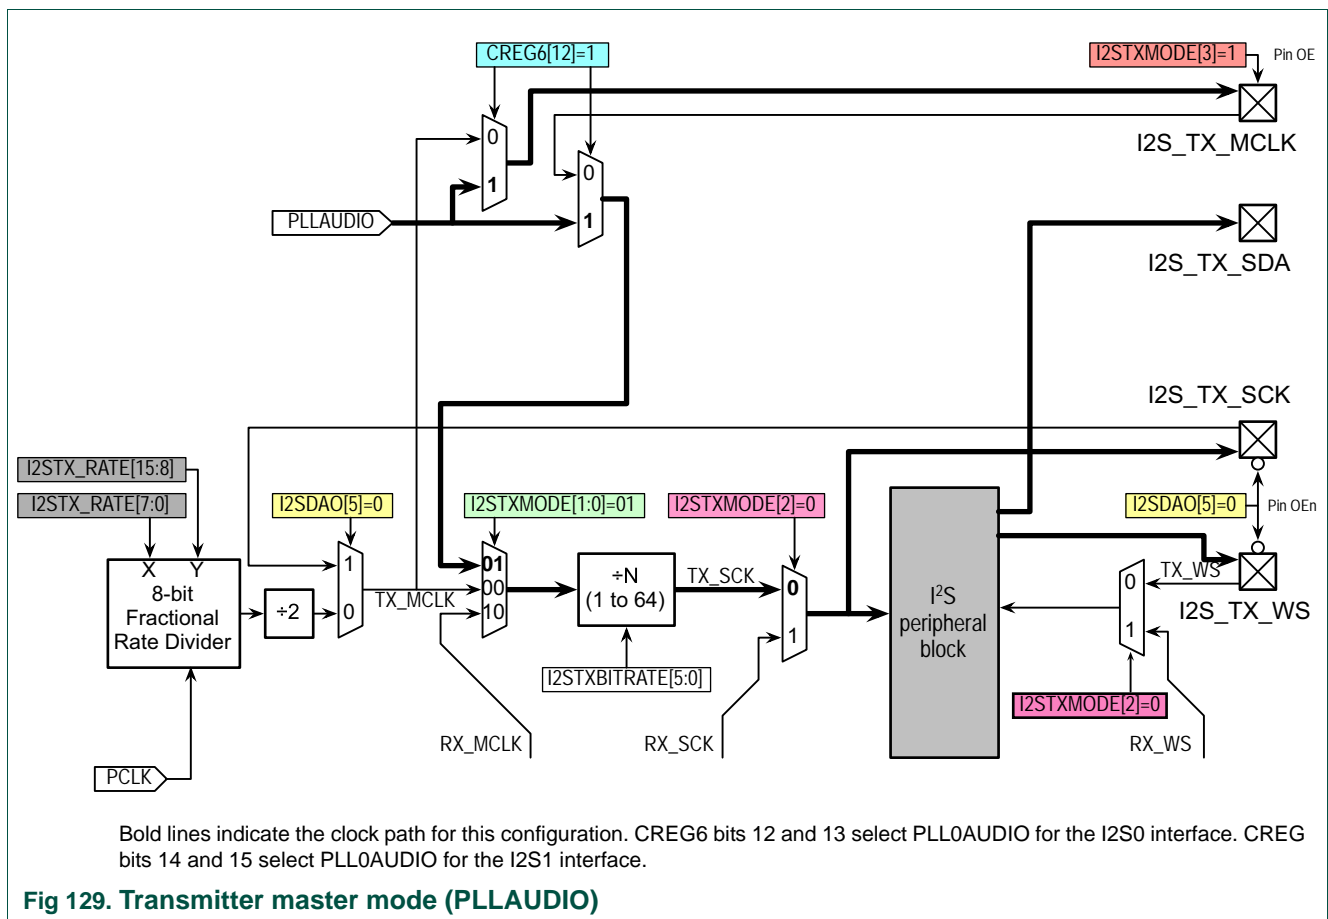 CREG6[12]=1
I2STXMODE[3]=1
Pin OE
0
1
I2S_TX_MCLK
0
1
PLLAUDIO
I2S_TX_SDA
I2S_TX_SCK
I2STX_RATE[15:8]
I2STX_RATE[7:0]
I2SDAO[5]=0
I2STXMODE[1:0]=01
I2STXMODE[2]=0
I2SDAO[5]=0
Pin OEn
X Y
8-bit
Fractional
Rate Divider
÷2
1
0
TX_MCLK
01
00
10
÷N
(1 to 64)
TX_SCK
0
1
I2STXBITRATE[5:0]
I²S
peripheral
block
TX_WS
0
1
I2S_TX_WS
I2STXMODE[2]=0
RX_MCLK
RX_SCK
RX_WS
PCLK
Bold lines indicate the clock path for this configuration. CREG6 bits 12 and 13 select PLL0AUDIO for the I2S0 interface. CREG
bits 14 and 15 select PLL0AUDIO for the I2S1 interface.
Fig 129. Transmitter master mode (PLLAUDIO)